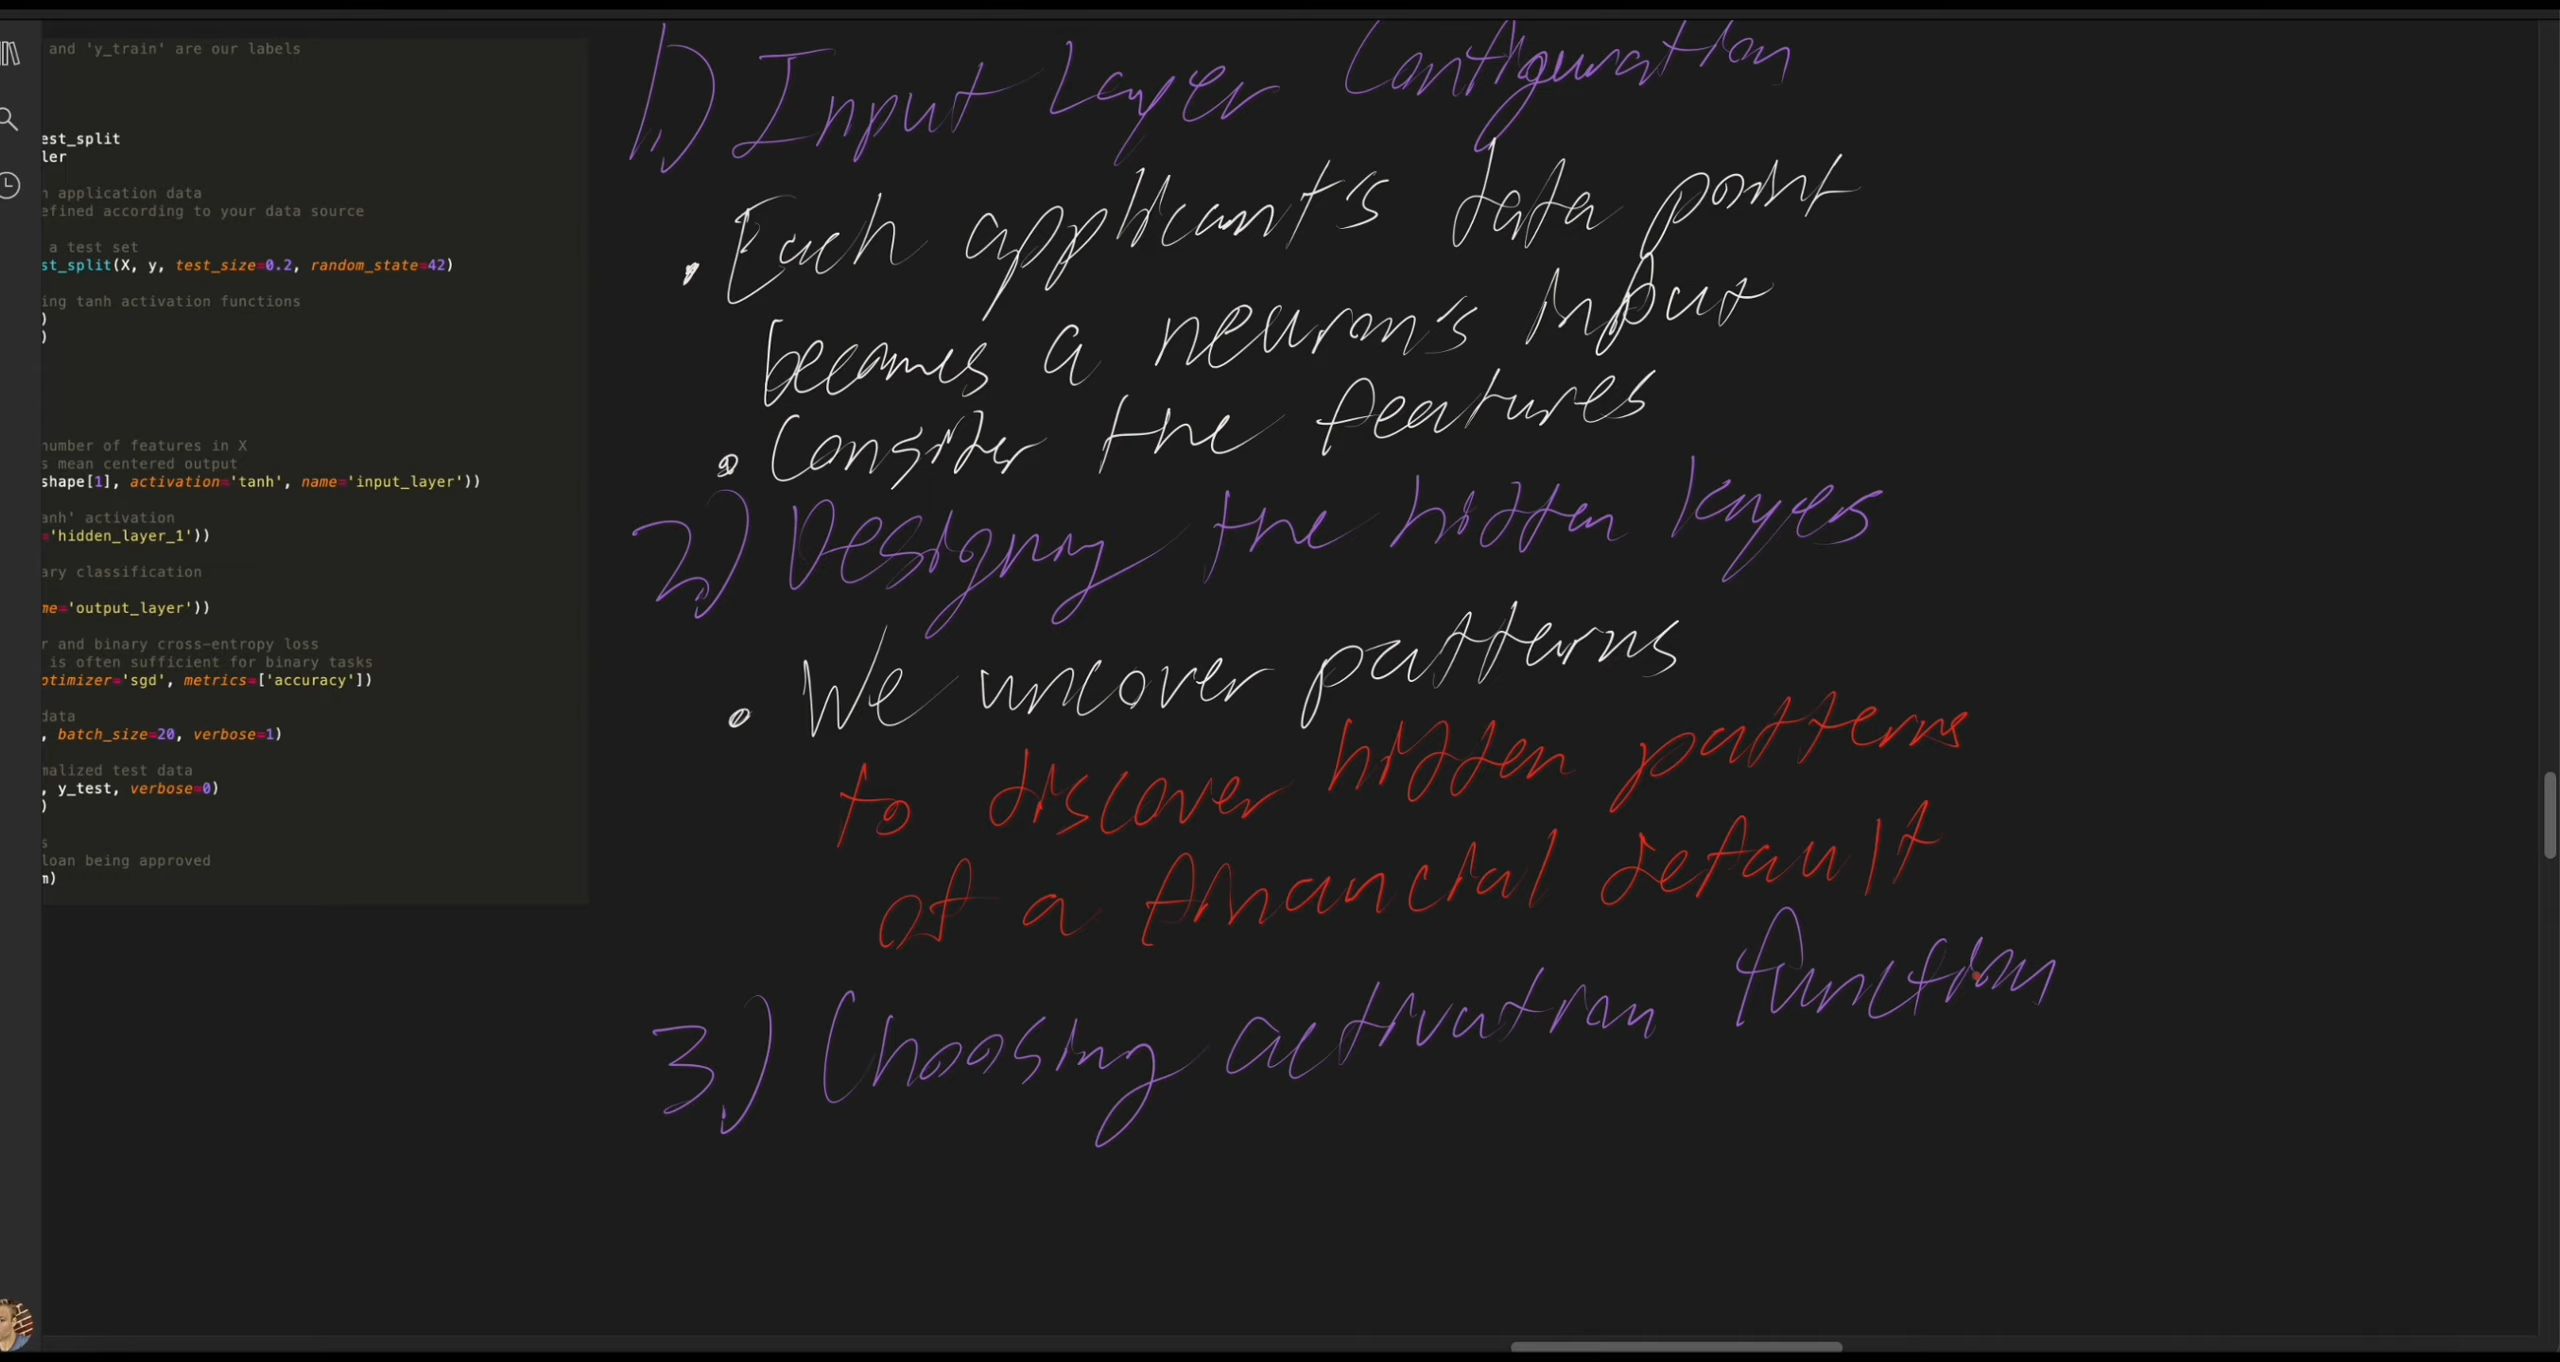 and 'y_train' are our labels
est_split
ler
application data
efined according to your data source
a test set
st_split(X, y, test_size=0.2, random_state=42)
ing tanh activation functions
)
)
number of features in X
s mean centered output
shape[1], activation='tanh', name='input_layer'))
anh' activation
='hidden_layer_1'))
ary classification
me='output_layer'))
r and binary cross-entropy loss
is often sufficient for binary tasks
ptimizer='sgd', metrics=['accuracy'])
data
, batch_size=20, verbose=1)
malized test data
, y_test, verbose=0)
)
s
loan being approved
m)
1.) Input Layer Configuration
• Each applicant's data point
becomes a neuron's input
• Consider the features
2.) Designing the hidden layers
• We uncover patterns
to discover hidden patterns
of a financial default
3.) Choosing activation function